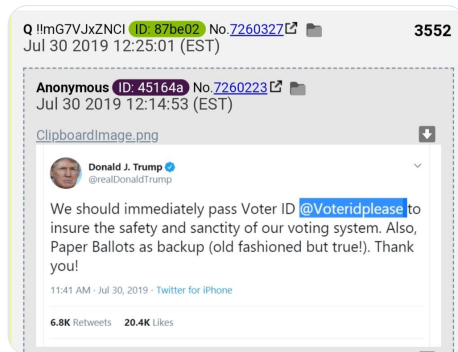 Q !!mG7VJxZNCI ID: 87be02 No.7260327 3552
Jul 30 2019 12:25:01 (EST)
Anonymous ID: 45164a No.7260223
Jul 30 2019 12:14:53 (EST)
ClipboardImage.png
Donald J. Trump
@realDonaldTrump
We should immediately pass Voter ID @Voteridplease to
insure the safety and sanctity of our voting system. Also,
Paper Ballots as backup (old fashioned but true!). Thank
you!
11:41 AM · Jul 30, 2019 · Twitter for iPhone
6.8K Retweets 20.4K Likes